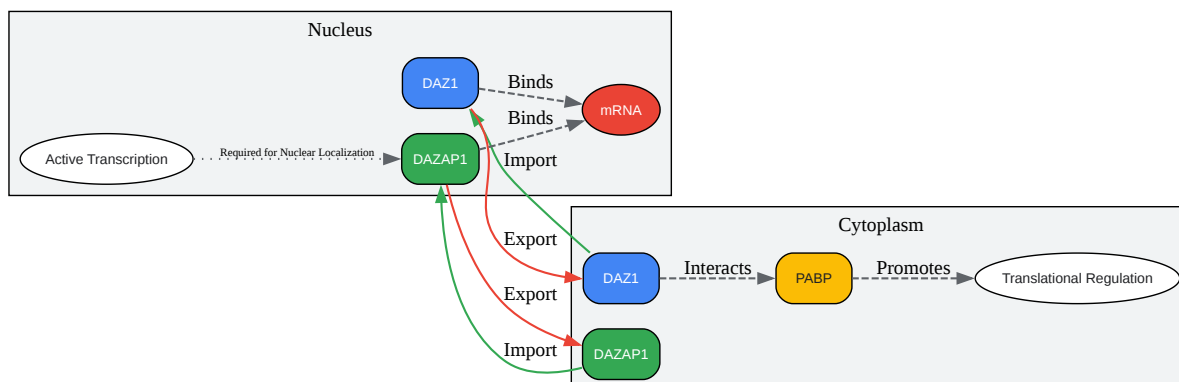 Nucleus
DAZ1
Binds
mRNA
Binds
Active Transcription
Required for Nuclear Localization
DAZAP1
Import
Cytoplasm
Export
DAZ1
Interacts
PABP
Promotes
Translational Regulation
Export
Import
DAZAP1